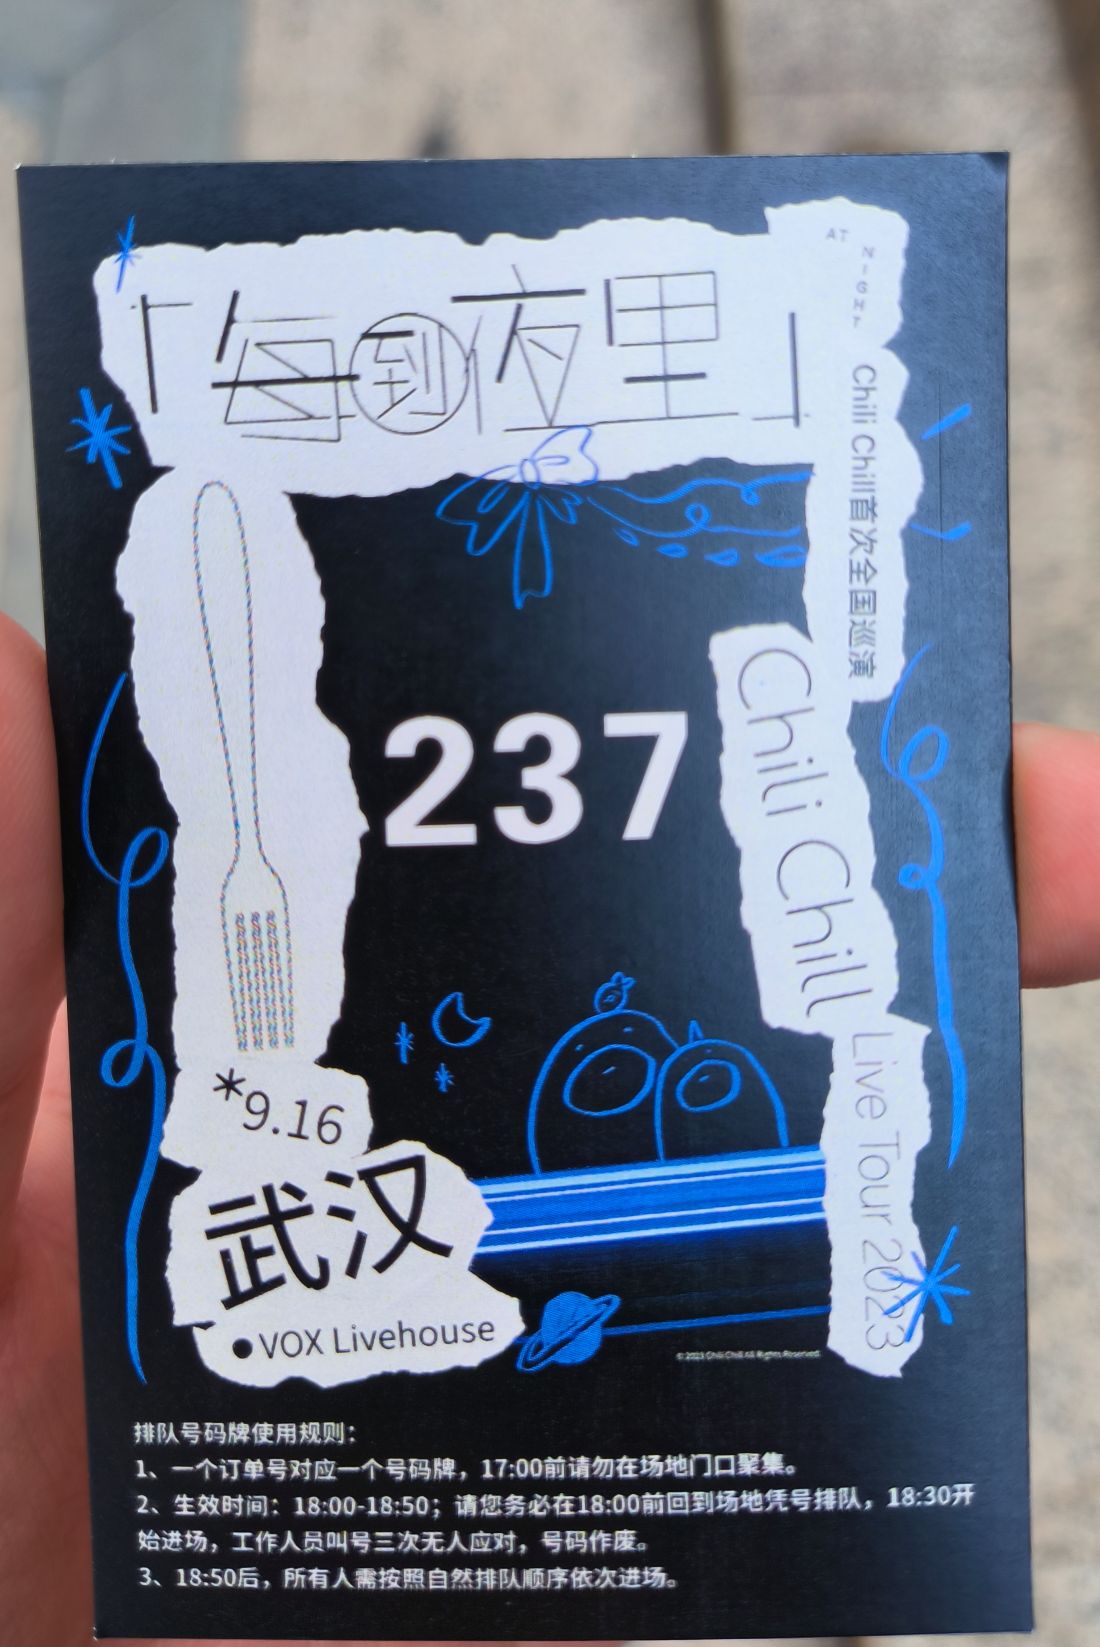 「每到夜里」
AT NIGHT
Chili Chill首次全国巡演
237
Chili Chill
Live Tour 2023
*9.16
武汉
●VOX Livehouse
© 2023 Chili Chill All Rights Reserved.
排队号码牌使用规则：
1、一个订单号对应一个号码牌，17:00前请勿在场地门口聚集。
2、生效时间：18:00-18:50；请您务必在18:00前回到场地凭号排队，18:30开
始进场，工作人员叫号三次无人应对，号码作废。
3、18:50后，所有人需按照自然排队顺序依次进场。